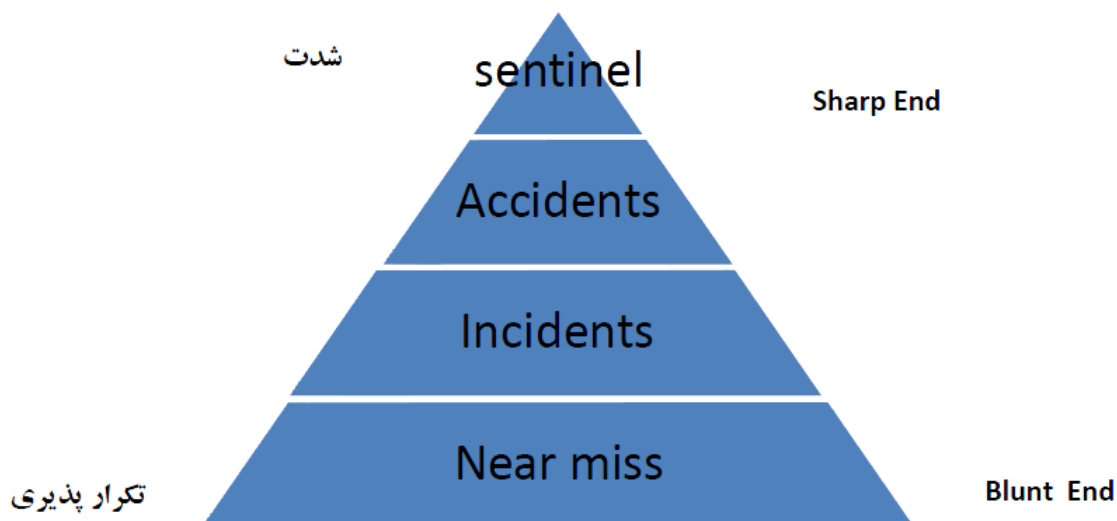 شدت
sentinel
Sharp End
Accidents
Incidents
Near miss
تکرار پذیری
Blunt End